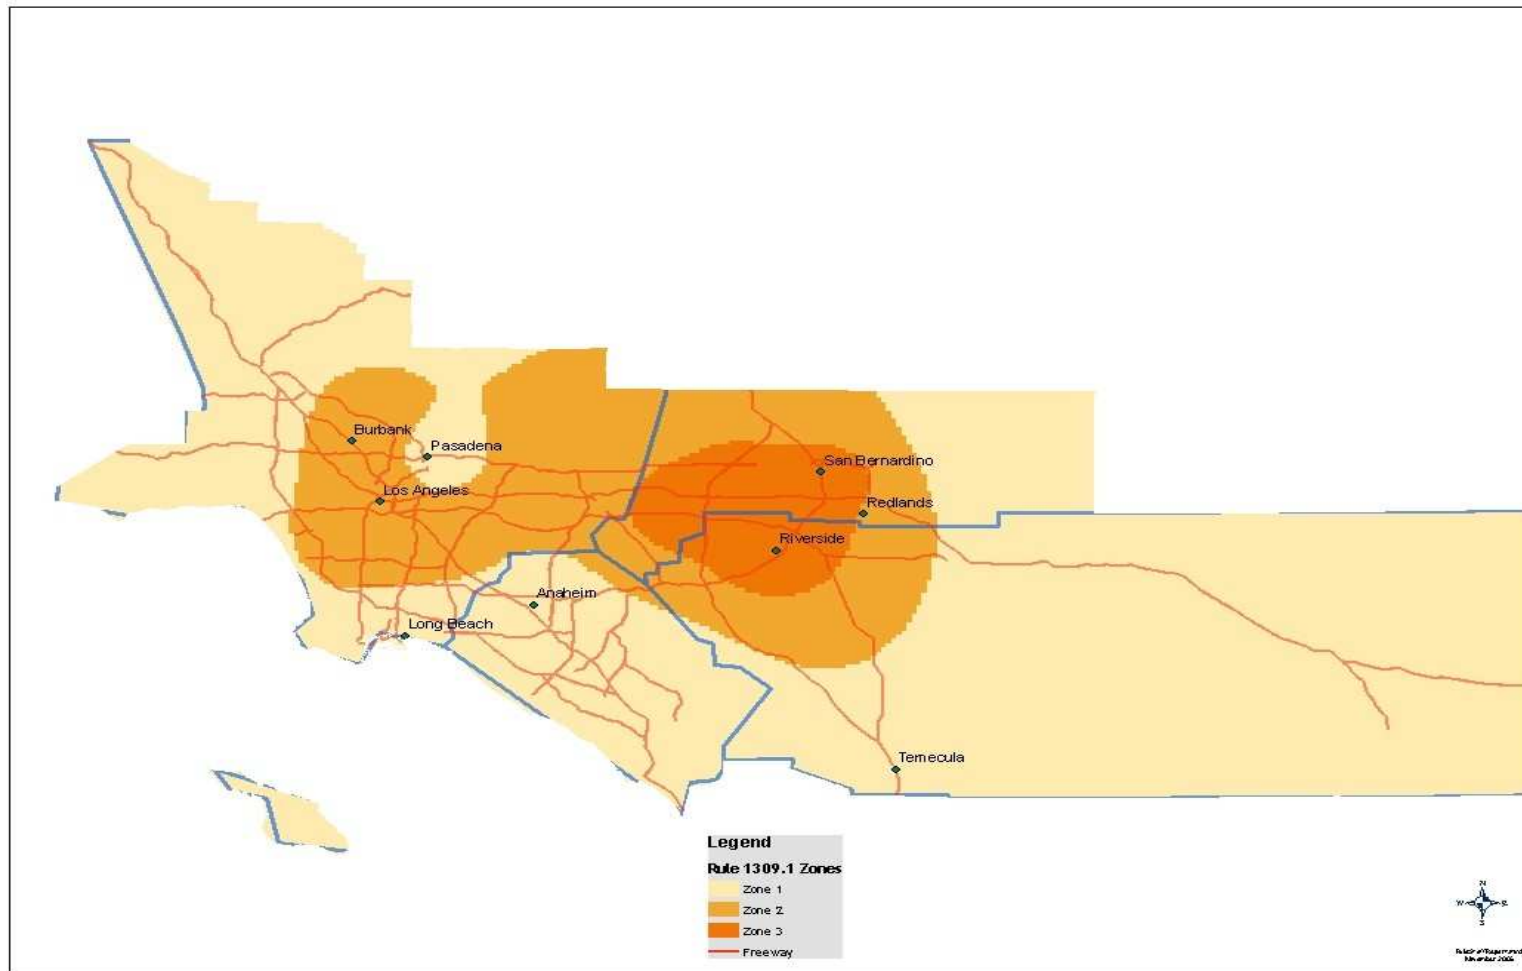 Burbank
Pasadena
San Bernardino
Los Angeles
Redlands
Riverside
Anaheim
Long Beach
Temecula
Legend
Rule 1309.1 Zones
Zone 1
Zone 2
Zone 3
Freeway
N
W
S